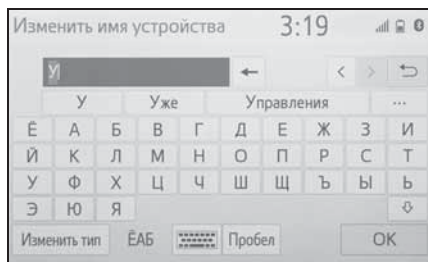 Изменить имя устройства 3:19
У
У Уже Управления ...
Ё А Б В Г Д Е Ж З И
Й К Л М Н О П Р С Т
У Ф Х Ц Ч Ш Щ Ъ Ы Ь
Э Ю Я
Изменить тип ЁАБ Пробел OK